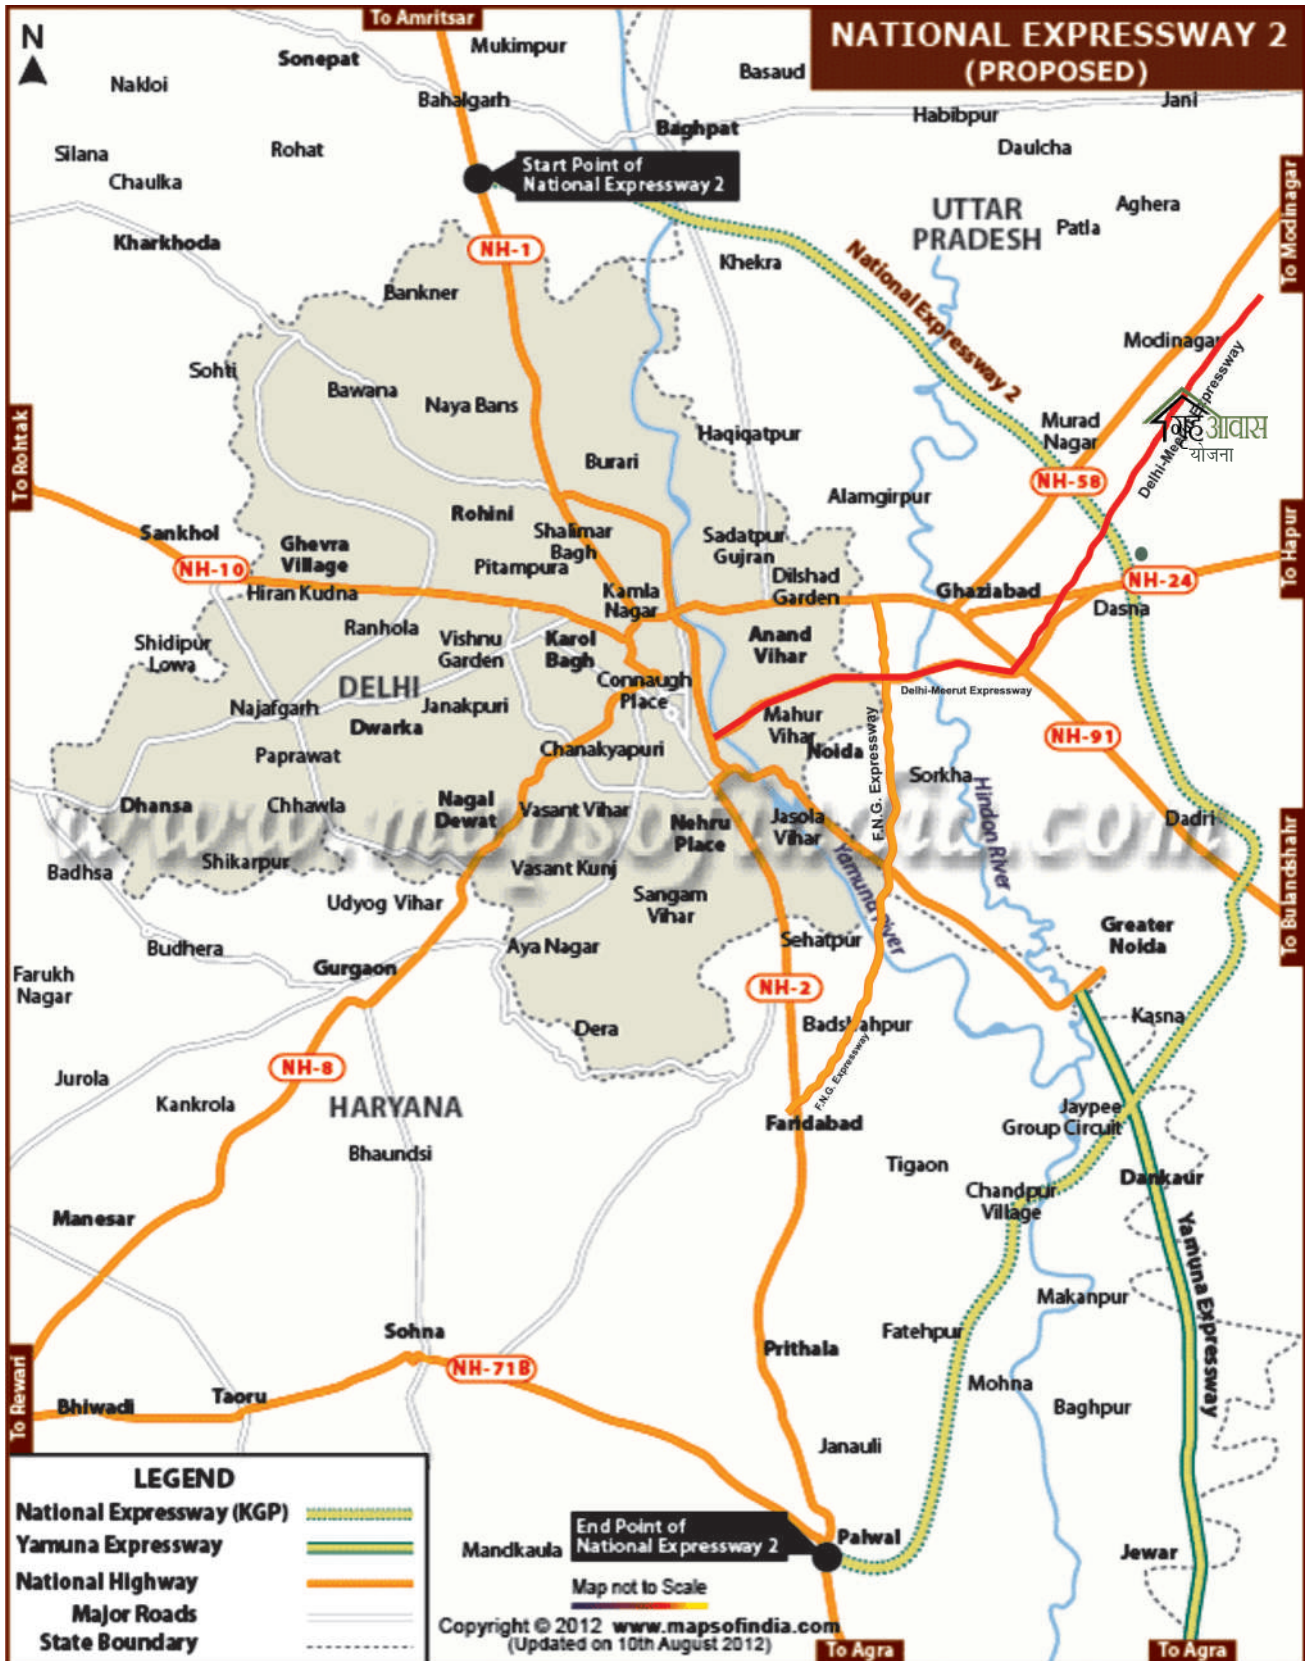 To Amritsar
N
NATIONAL EXPRESSWAY 2
(PROPOSED)
Mukimpur
Sonepat
Basaud
Nakloi
Bahalgarh
Jani
Habibpur
Baghpat
Daulcha
Silana
Rohat
Chaulka
Start Point of
National Expressway 2
To Modinagar
UTTAR
PRADESH
Aghera
Patla
Kharkhoda
NH-1
Khekra
Bankner
National Expressway 2
Modinagar
Sohti
Bawana
Naya Bans
Delhi-Meerut Expressway
गृह आवास
योजना
Murad
Nagar
Haqiqatpur
To Rohtak
Burari
NH-58
Alamgirpur
Rohini
Shalimar
Bagh
Sankhol
Ghevra
Village
Sadatpur
Gujran
To Hapur
NH-10
Pitampura
Dilshad
Garden
NH-24
Hiran Kudna
Kamla
Nagar
Ghaziabad
Dasna
Ranhola
Vishnu
Garden
Karol
Bagh
Anand
Vihar
Shidipur
Lowa
DELHI
Connaugh
Place
Delhi-Meerut Expressway
Najafgarh
Janakpuri
Dwarka
Mahur
Vihar
Noida
NH-91
Paprawat
Chanakyapuri
F.N.G. Expressway
Sorkha
Hindon River
Dhansa
Chhawla
Nagal
Dewat
Vasant Vihar
Nehru
Place
Jasola
Vihar
Dadri
www.mapsofindia.com
To Bulandshahr
Badhsa
Shikarpur
Vasant Kunj
Yamuna River
Udyog Vihar
Sangam
Vihar
Greater
Noida
Budhera
Aya Nagar
Sehatpur
Farukh
Nagar
Gurgaon
NH-2
Kasna
Dera
Badshahpur
NH-8
F.N.G. Expressway
Jurola
Kankrola
HARYANA
Faridabad
Jaypee
Group Circuit
Bhaundsi
Tigaon
Dankaur
Chandpur
Village
Manesar
Yamuna Expressway
Makanpur
Sohna
Fatehpur
Prithala
To Rewari
NH-71B
Mohna
Taoru
Bhiwadi
Baghpur
Janauli
LEGEND
National Expressway (KGP)
Yamuna Expressway
National Highway
Major Roads
State Boundary
End Point of
National Expressway 2
Palwal
Mandkaula
Jewar
Map not to Scale
Copyright © 2012 www.mapsofindia.com
(Updated on 10th August 2012)
To Agra
To Agra